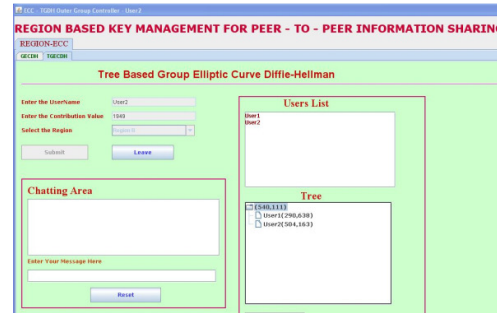 ECC - TGDH Outer Group Controller - User2
REGION BASED KEY MANAGEMENT FOR PEER - TO - PEER INFORMATION SHARING
REGION-ECC
GECDH TGECDH
Tree Based Group Elliptic Curve Diffie-Hellman
Enter the UserName User2
Enter the Contribution Value 1549
Select the Region
Submit Leave
Users List
User1
User2
Chatting Area
Enter Your Message Here
Reset
Tree
(540,111)
User1(290,638)
User2(504,163)